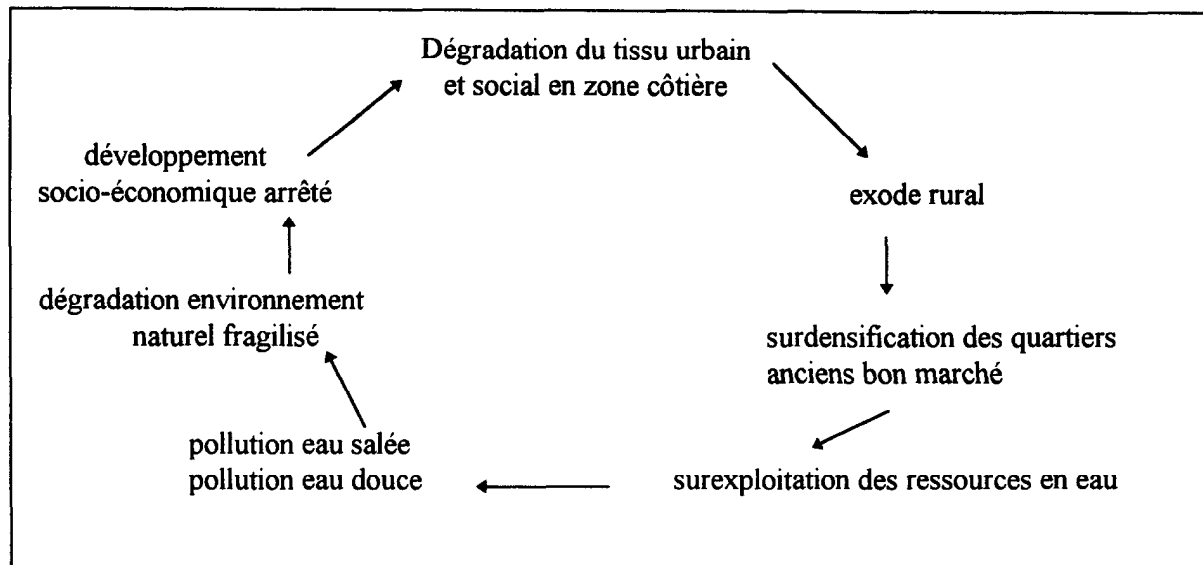 Dégradation du tissu urbain
et social en zone côtière
exode rural
surdensification des quartiers
anciens bon marché
surexploitation des ressources en eau
pollution eau salée
pollution eau douce
dégradation environnement
naturel fragilisé
développement
socio-économique arrêté